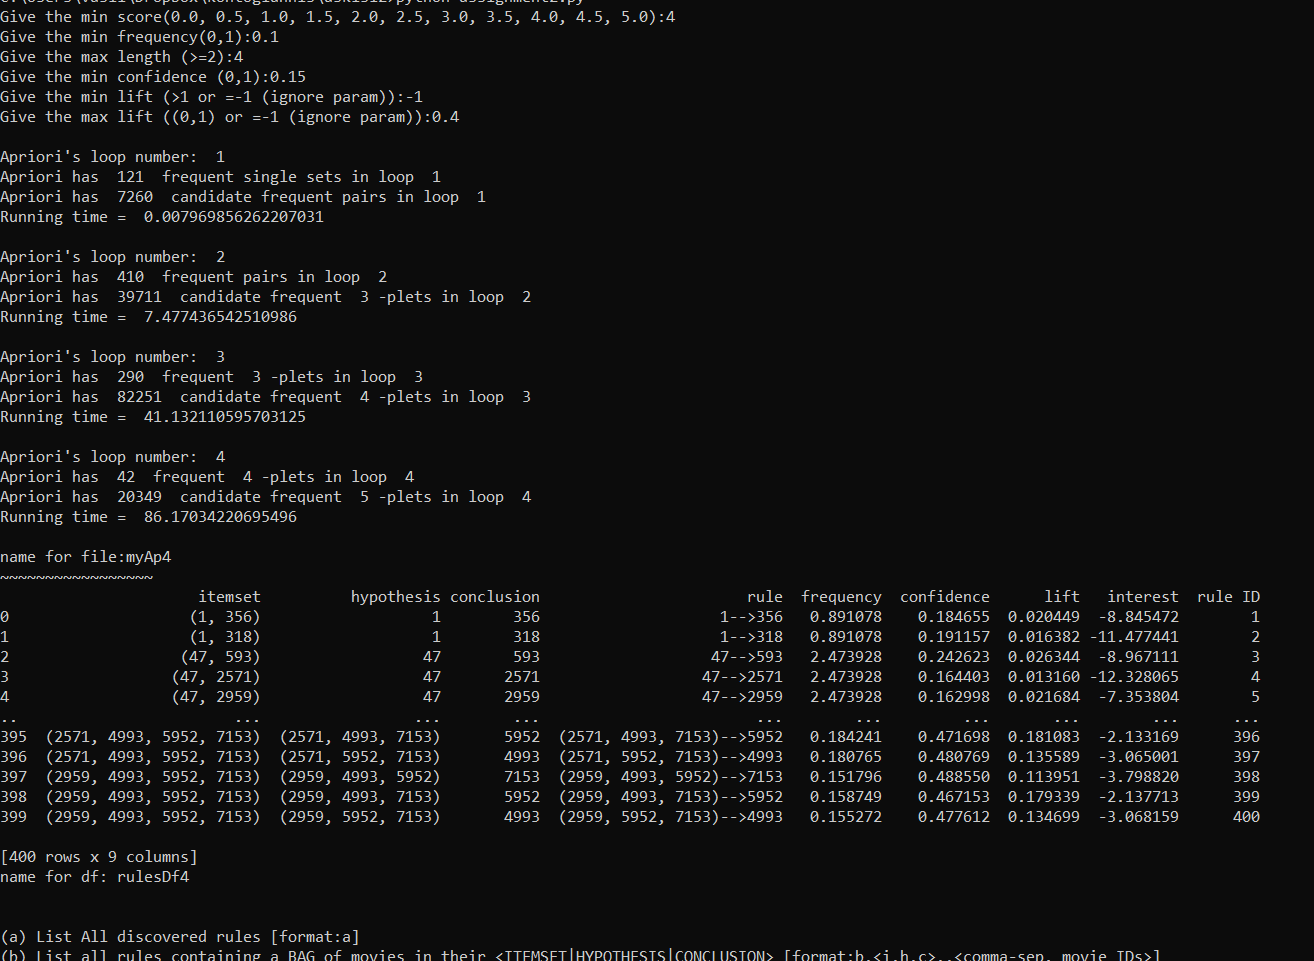 Give the min score(0.0, 0.5, 1.0, 1.5, 2.0, 2.5, 3.0, 3.5, 4.0, 4.5, 5.0):4
Give the min frequency(0,1):0.1
Give the max length (>=2):4
Give the min confidence (0,1):0.15
Give the min lift (>1 or =-1 (ignore param)):-1
Give the max lift ((0,1) or =-1 (ignore param)):0.4
Apriori's loop number:  1
Apriori has  121  frequent single sets in loop  1
Apriori has  7260  candidate frequent pairs in loop  1
Running time =  0.007969856262207031
Apriori's loop number:  2
Apriori has  410  frequent pairs in loop  2
Apriori has  39711  candidate frequent  3 -plets in loop  2
Running time =  7.477436542510986
Apriori's loop number:  3
Apriori has  290  frequent  3 -plets in loop  3
Apriori has  82251  candidate frequent  4 -plets in loop  3
Running time =  41.132110595703125
Apriori's loop number:  4
Apriori has  42  frequent  4 -plets in loop  4
Apriori has  20349  candidate frequent  5 -plets in loop  4
Running time =  86.17034220695496
name for file:myAp4
~~~~~~~~~~~~~~~~~
itemset hypothesis conclusion rule frequency confidence lift interest rule ID
0 (1, 356) 1 356 1-->356 0.891078 0.184655 0.020449 -8.845472 1
1 (1, 318) 1 318 1-->318 0.891078 0.191157 0.016382 -11.477441 2
2 (47, 593) 47 593 47-->593 2.473928 0.242623 0.026344 -8.967111 3
3 (47, 2571) 47 2571 47-->2571 2.473928 0.164403 0.013160 -12.328065 4
4 (47, 2959) 47 2959 47-->2959 2.473928 0.162998 0.021684 -7.353804 5
.. ... ... ... ... ... ... ... ... ...
395 (2571, 4993, 5952, 7153) (2571, 4993, 7153) 5952 (2571, 4993, 7153)-->5952 0.184241 0.471698 0.181083 -2.133169 396
396 (2571, 4993, 5952, 7153) (2571, 5952, 7153) 4993 (2571, 5952, 7153)-->4993 0.180765 0.480769 0.135589 -3.065001 397
397 (2959, 4993, 5952, 7153) (2959, 4993, 5952) 7153 (2959, 4993, 5952)-->7153 0.151796 0.488550 0.113951 -3.798820 398
398 (2959, 4993, 5952, 7153) (2959, 4993, 7153) 5952 (2959, 4993, 7153)-->5952 0.158749 0.467153 0.179339 -2.137713 399
399 (2959, 4993, 5952, 7153) (2959, 5952, 7153) 4993 (2959, 5952, 7153)-->4993 0.155272 0.477612 0.134699 -3.068159 400
[400 rows x 9 columns]
name for df: rulesDf4
(a) List All discovered rules [format:a]
(b) List all rules containing a BAG of movies in their <ITEMSET|HYPOTHESIS|CONCLUSION> [format:b,<i,h,c>,<comma-sep. movie IDs>]